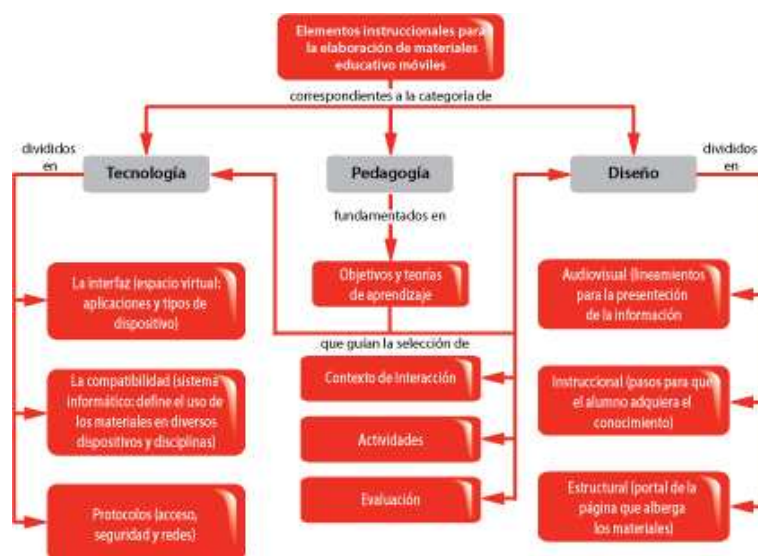 Elementos instruccionales para
la elaboración de materiales
educativo móviles
correspondientes a la categoría de
divididos
en
Tecnología
Pedagogía
Diseño
divididos
en
fundamentados en
La interfaz (espacio virtual:
aplicaciones y tipos de
dispositivo)
Objetivos y teorías
de aprendizaje
Audiovisual (lineamientos
para la presenteción
de la información
que guían la selección de
La compatibilidad (sistema
informático: define el uso de
los materiales en diversos
dispositivos y disciplinas)
Contexto de Interacción
Instruccional (pasos para que
el alumno adquiera el
conocimiento)
Actividades
Protocolos (acceso,
seguridad y redes)
Evaluación
Estructural (portal de la
página que alberga
los materiales)